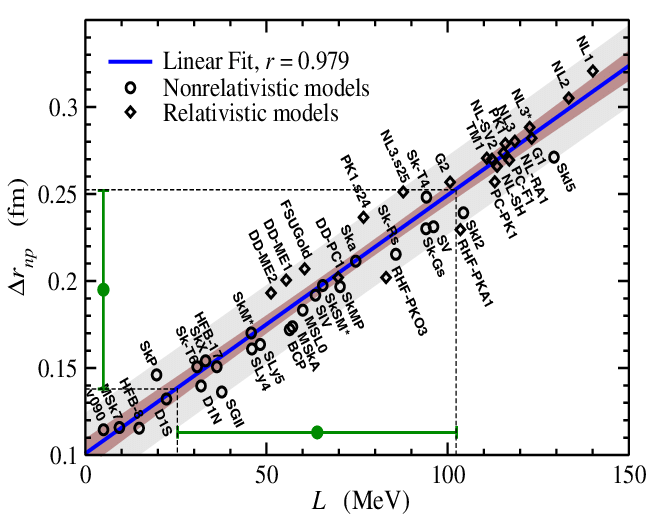 Linear Fit, r = 0.979
Nonrelativistic models
Relativistic models
0.3
0.25
0.2
0.15
0.1
Δr_np (fm)
0
50
100
150
L (MeV)
v090
MSk7
HFB-8
SkP
D1S
Sk-T6
SkX
HFB-17
D1N
SGII
SkM*
SLy4
SLy5
DD-ME2
DD-ME1
FSUGold
BCP
MSkA
MSL0
SIV
SkSM*
SkMP
DD-PC1
Ska
PK1.s24
Sk-Rs
RHF-PKO3
NL3.s25
Sk-T4
G2
Sk-Gs
SV
SkI2
RHF-PKA1
TM1
NL-SV2
PK1
NL3
NL3*
NL2
NL1
G1
NL-RA1
PC-F1
NL-SH
PC-PK1
SkI5